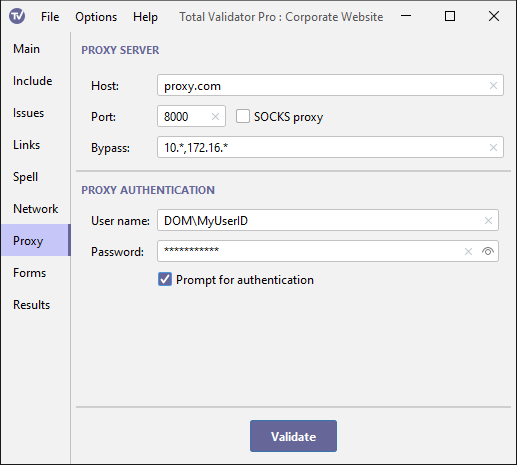 TV File Options Help Total Validator Pro : Corporate Website
Main
Include
Issues
Links
Spell
Network
Proxy
Forms
Results
PROXY SERVER
Host: proxy.com
Port: 8000 SOCKS proxy
Bypass: 10.*,172.16.*
PROXY AUTHENTICATION
User name: DOM\MyUserID
Password: ***********
Prompt for authentication
Validate